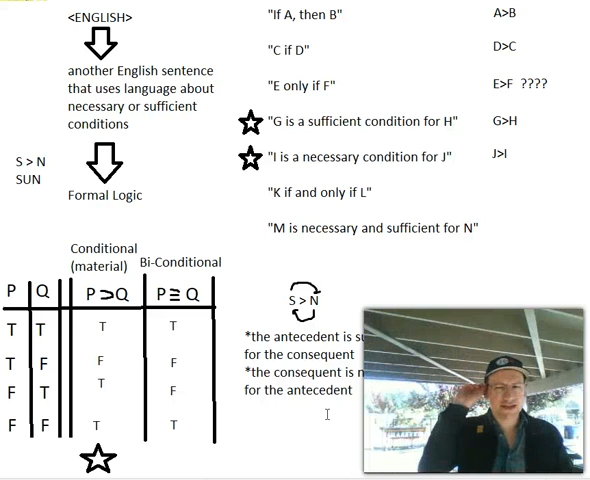 <ENGLISH>
another English sentence
that uses language about
necessary or sufficient
conditions
S > N
SUN
Formal Logic
"If A, then B" A>B
"C if D" D>C
"E only if F" E>F ????
"G is a sufficient condition for H" G>H
"I is a necessary condition for J" J>I
"K if and only if L"
"M is necessary and sufficient for N"
Conditional
(material)
Bi-Conditional
P Q P⊃Q P≡Q
T T T T
T F F F
F T T F
F F T T
S > N
*the antecedent is
for the consequent
*the consequent is
for the antecedent